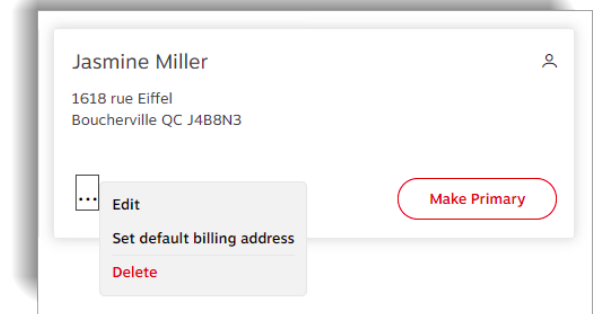 Jasmine Miller
1618 rue Eiffel
Boucherville QC J4B8N3
...
Edit
Set default billing address
Delete
Make Primary